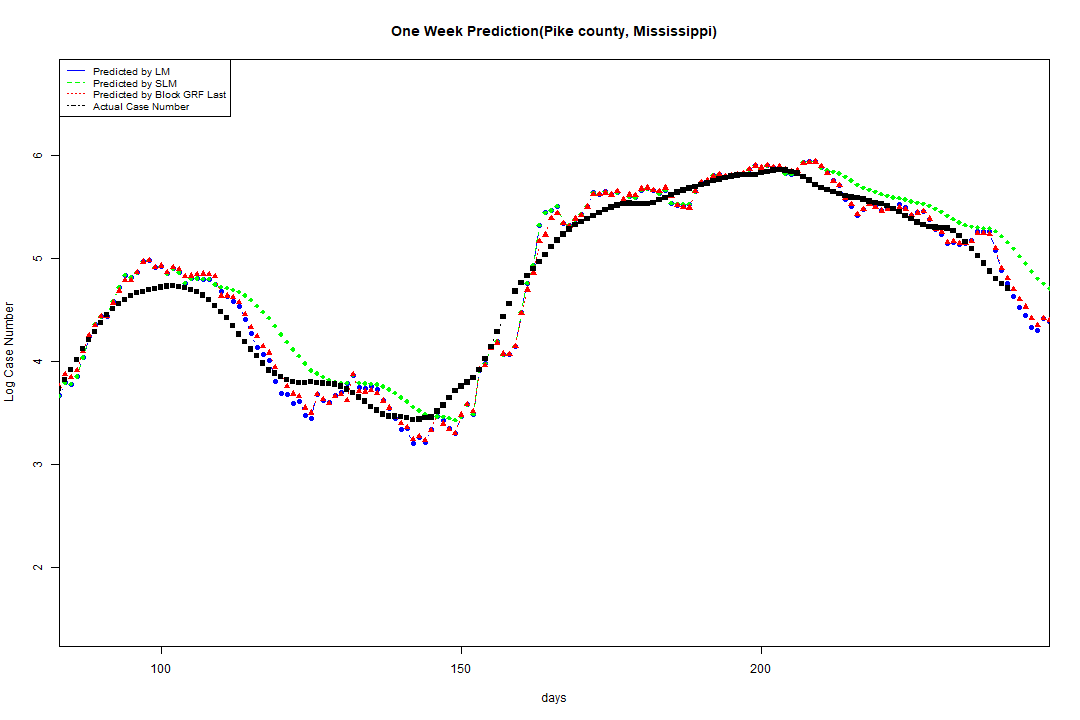 One Week Prediction(Pike county, Mississippi)
Predicted by LM
Predicted by SLM
Predicted by Block GRF Last
Actual Case Number
Log Case Number
6
5
4
3
2
100 150 200
days